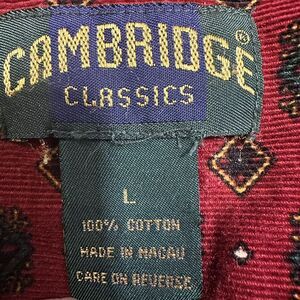 CAMBRIDGE®
CLASSICS
L
100% COTTON
MADE IN MACAU
CARE ON REVERSE